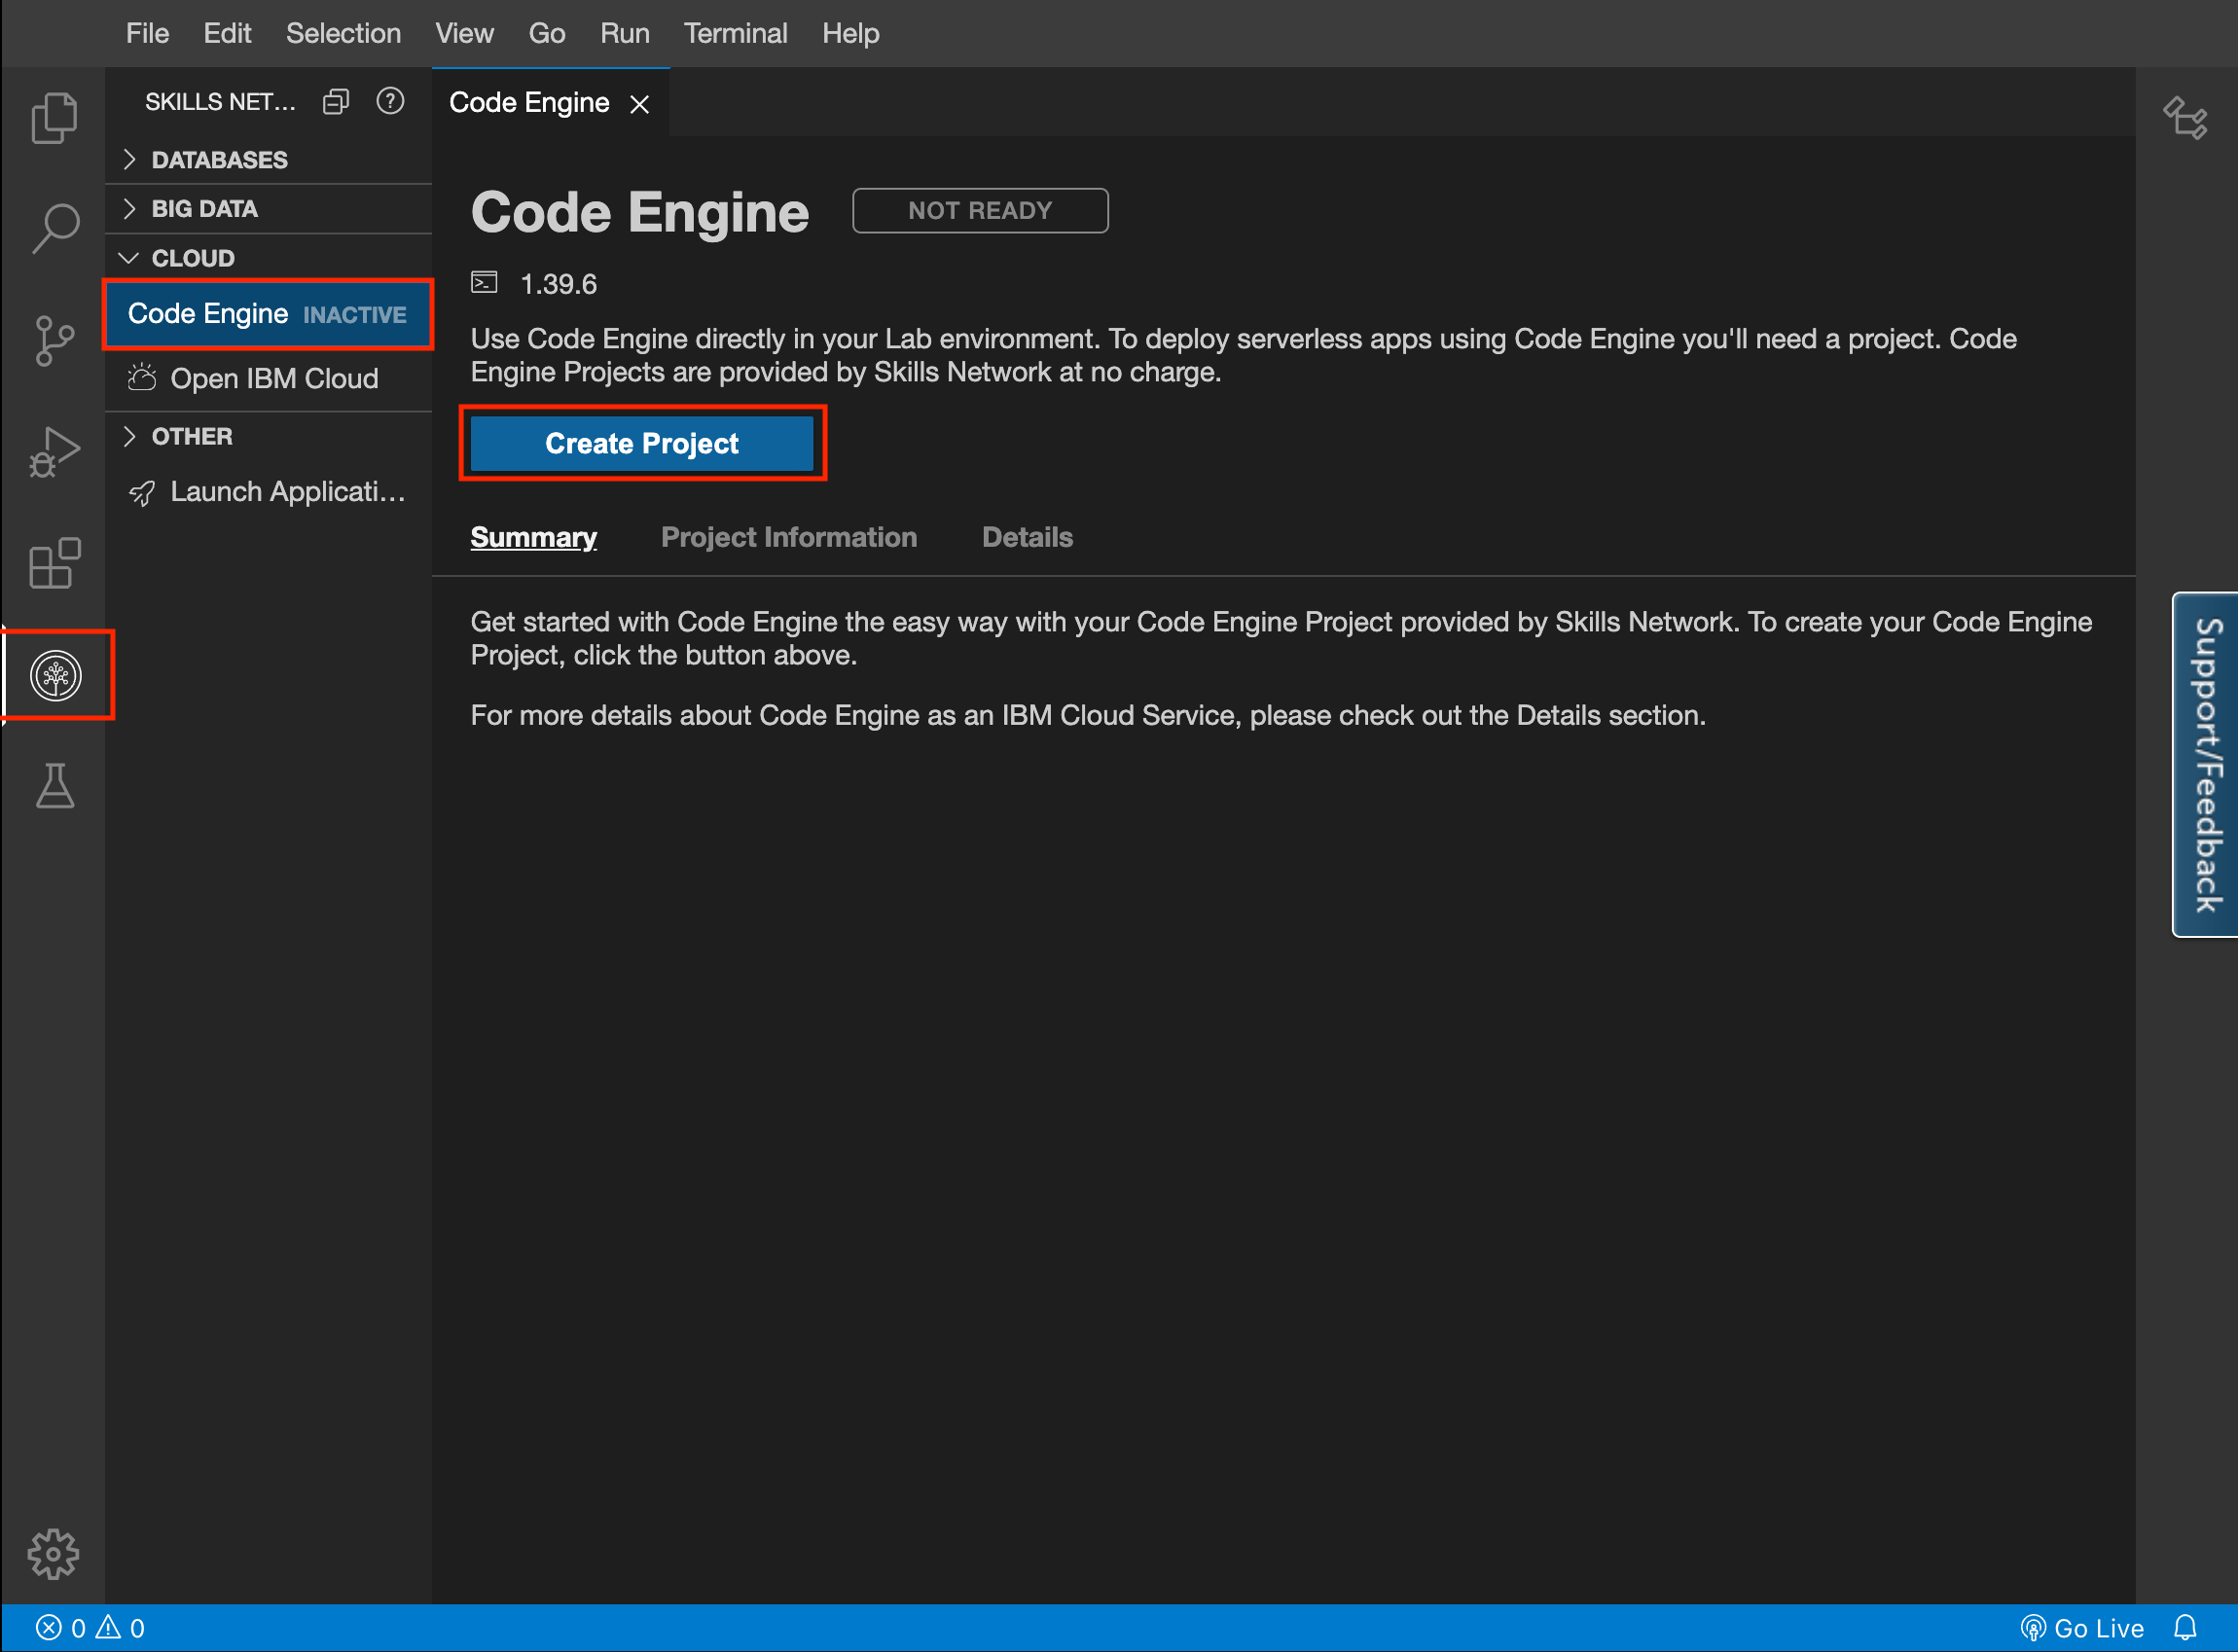 File Edit Selection View Go Run Terminal Help
SKILLS NET...
Code Engine
DATABASES
BIG DATA
CLOUD
Code Engine INACTIVE
Open IBM Cloud
OTHER
Launch Applicati...
Code Engine NOT READY
1.39.6
Use Code Engine directly in your Lab environment. To deploy serverless apps using Code Engine you'll need a project. Code
Engine Projects are provided by Skills Network at no charge.
Create Project
Summary Project Information Details
Get started with Code Engine the easy way with your Code Engine Project provided by Skills Network. To create your Code Engine
Project, click the button above.
For more details about Code Engine as an IBM Cloud Service, please check out the Details section.
Support/Feedback
0 0
Go Live